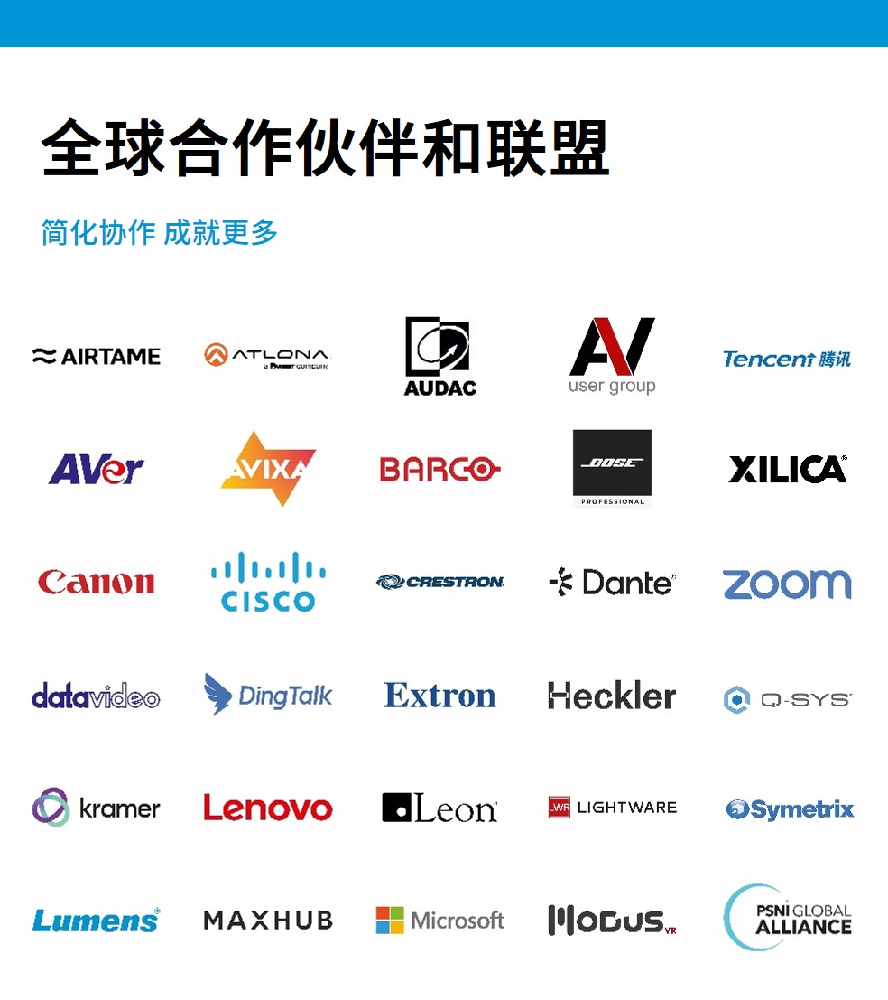 全球合作伙伴和联盟
简化协作 成就更多
AIRTAME
ATLONA
a Panduit company
AUDAC
AV
user group
Tencent 腾讯
AVer
AVIXA
BARCO
BOSE
PROFESSIONAL
XILICA®
Canon
CISCO
CRESTRON
Dante®
zoom
datavideo
DingTalk
Extron
Heckler
Q-SYS
kramer
Lenovo
Leon
LWR LIGHTWARE
Symetrix
Lumens
MAXHUB
Microsoft
MODUS VR
PSNI GLOBAL
ALLIANCE